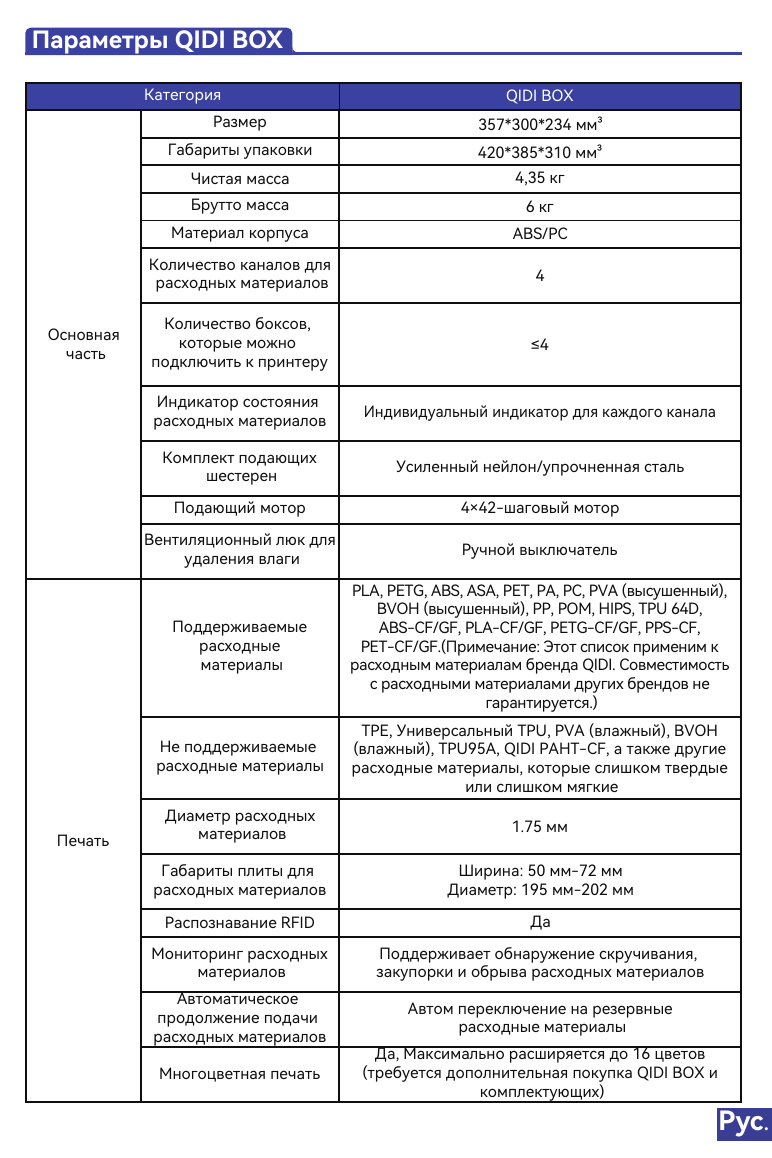 Параметры QIDI BOX
Категория
QIDI BOX
Основная
часть
Размер
357*300*234 мм³
Габариты упаковки
420*385*310 мм³
Чистая масса
4,35 кг
Брутто масса
6 кг
Материал корпуса
ABS/PC
Количество каналов для
расходных материалов
4
Количество боксов,
которые можно
подключить к принтеру
≤4
Индикатор состояния
расходных материалов
Индивидуальный индикатор для каждого канала
Комплект подающих
шестерен
Усиленный нейлон/упрочненная сталь
Подающий мотор
4×42-шаговый мотор
Вентиляционный люк для
удаления влаги
Ручной выключатель
Печать
Поддерживаемые
расходные
материалы
PLA, PETG, ABS, ASA, PET, PA, PC, PVA (высушенный),
BVOH (высушенный), PP, POM, HIPS, TPU 64D,
ABS-CF/GF, PLA-CF/GF, PETG-CF/GF, PPS-CF,
PET-CF/GF.(Примечание: Этот список применим к
расходным материалам бренда QIDI. Совместимость
с расходными материалами других брендов не
гарантируется.)
Не поддерживаемые
расходные материалы
TPE, Универсальный TPU, PVA (влажный), BVOH
(влажный), TPU95A, QIDI PAHT-CF, а также другие
расходные материалы, которые слишком твердые
или слишком мягкие
Диаметр расходных
материалов
1.75 мм
Габариты плиты для
расходных материалов
Ширина: 50 мм-72 мм
Диаметр: 195 мм-202 мм
Распознавание RFID
Да
Мониторинг расходных
материалов
Поддерживает обнаружение скручивания,
закупорки и обрыва расходных материалов
Автоматическое
продолжение подачи
расходных материалов
Автом переключение на резервные
расходные материалы
Многоцветная печать
Да, Максимально расширяется до 16 цветов
(требуется дополнительная покупка QIDI BOX и
комплектующих)
Рус.